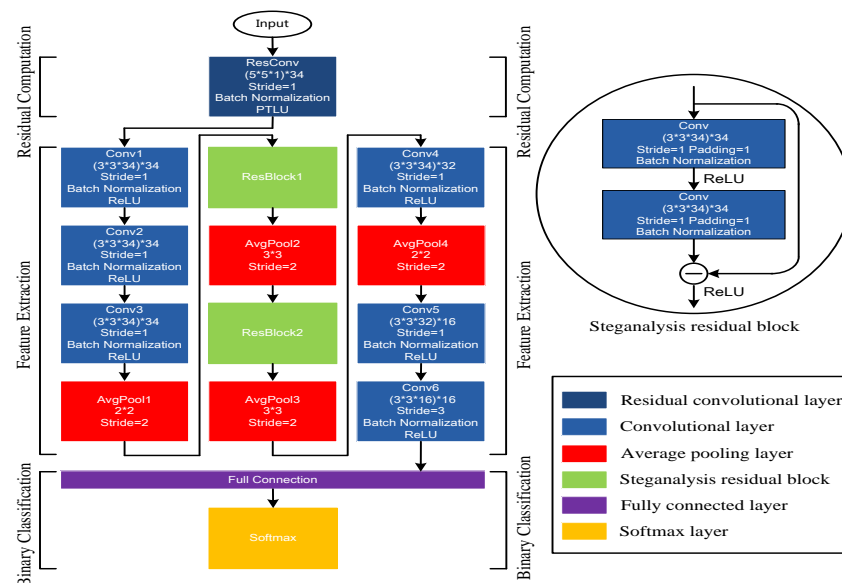 Input
Residual Computation
ResConv
(5*5*1)*34
Stride=1
Batch Normalization
PTLU
Residual Computation
Feature Extraction
Conv1
(3*3*34)*34
Stride=1
Batch Normalization
ReLU
Conv2
(3*3*34)*34
Stride=1
Batch Normalization
ReLU
Conv3
(3*3*34)*34
Stride=1
Batch Normalization
ReLU
AvgPool1
2*2
Stride=2
ResBlock1
AvgPool2
3*3
Stride=2
ResBlock2
AvgPool3
3*3
Stride=2
Conv4
(3*3*34)*32
Stride=1
Batch Normalization
ReLU
AvgPool4
2*2
Stride=2
Conv5
(3*3*32)*16
Stride=1
Batch Normalization
ReLU
Conv6
(3*3*16)*16
Stride=3
Batch Normalization
ReLU
Feature Extraction
Binary Classification
Full Connection
Softmax
Binary Classification
Conv
(3*3*34)*34
Stride=1 Padding=1
Batch Normalization
ReLU
Conv
(3*3*34)*34
Stride=1 Padding=1
Batch Normalization
—
ReLU
Steganalysis residual block
Residual convolutional layer
Convolutional layer
Average pooling layer
Steganalysis residual block
Fully connected layer
Softmax layer